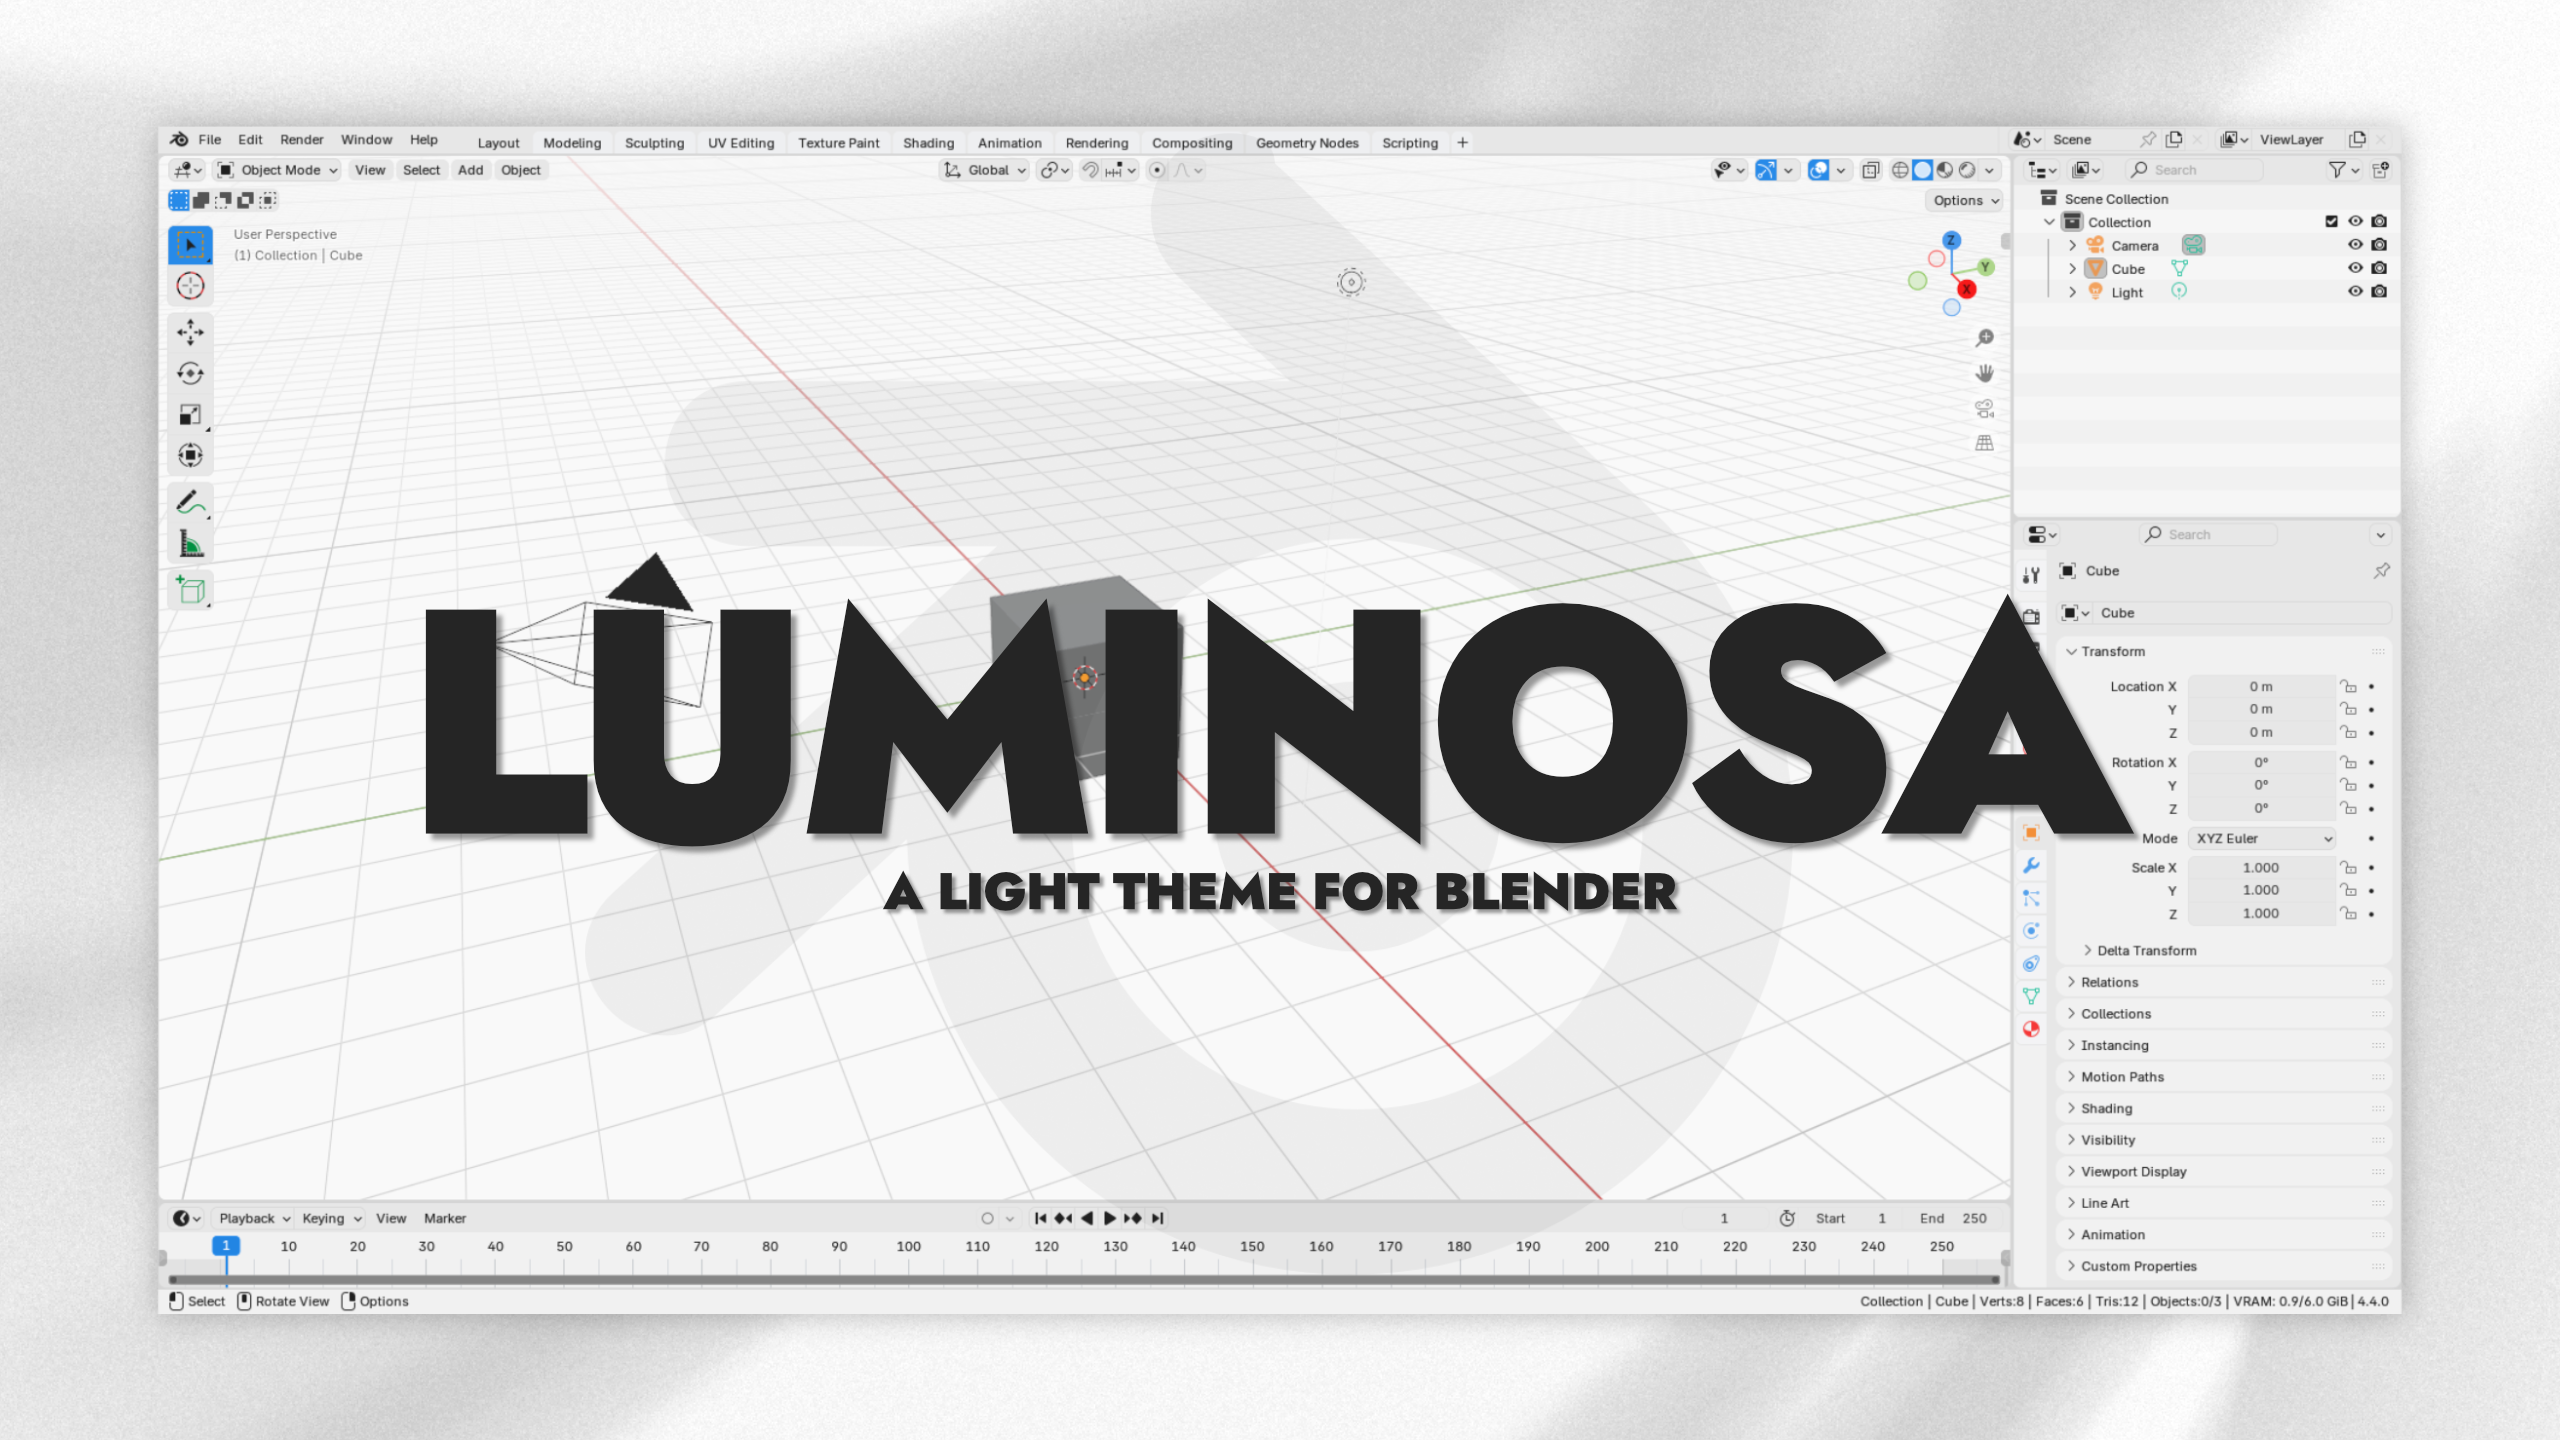 File Edit Render Window Help Layout Modeling Sculpting UV Editing Texture Paint Shading Animation Rendering Compositing Geometry Nodes Scripting + Scene ViewLayer
Object Mode View Select Add Object Global Search
Options
User Perspective
(1) Collection | Cube
Z
Y
X
Scene Collection
Collection
Camera
Cube
Light
Search
Cube
Cube
Transform
Location X 0 m
Y 0 m
Z 0 m
Rotation X 0°
Y 0°
Z 0°
Mode XYZ Euler
Scale X 1.000
Y 1.000
Z 1.000
Delta Transform
Relations
Collections
Instancing
Motion Paths
Shading
Visibility
Viewport Display
Line Art
Animation
Custom Properties
LUMINOSA
A LIGHT THEME FOR BLENDER
Playback Keying View Marker 1 Start 1 End 250
1 10 20 30 40 50 60 70 80 90 100 110 120 130 140 150 160 170 180 190 200 210 220 230 240 250
Select Rotate View Options Collection | Cube | Verts:8 | Faces:6 | Tris:12 | Objects:0/3 | VRAM: 0.9/6.0 GiB | 4.4.0